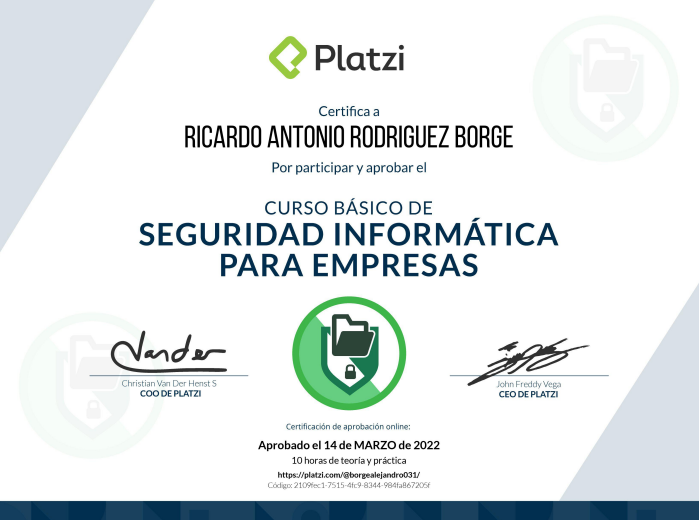 Platzi
Certifica a
RICARDO ANTONIO RODRIGUEZ BORGE
Por participar y aprobar el
CURSO BÁSICO DE
SEGURIDAD INFORMÁTICA
PARA EMPRESAS
Vander
Christian Van Der Henst S
COO DE PLATZI
John Freddy Vega
CEO DE PLATZI
Certificación de aprobación online:
Aprobado el 14 de MARZO de 2022
10 horas de teoría y práctica
https://platzi.com/@borgealejandro031/
Código: 2109fec1-7515-4fc9-8344-984fa867205f